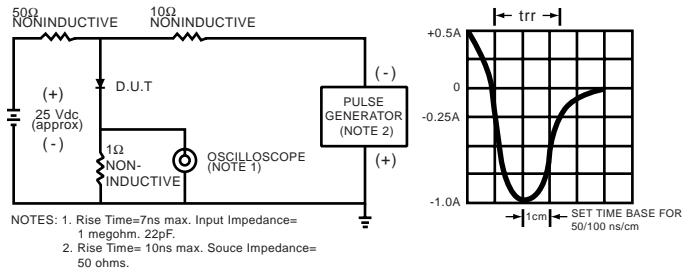 50Ω
NONINDUCTIVE
10Ω
NONINDUCTIVE
trr
+0.5A
(-)
D.U.T
0
(+)
25 Vdc
(approx)
(-)
PULSE
GENERATOR
(NOTE 2)
-0.25A
1Ω
NON-
INDUCTIVE
OSCILLOSCOPE
(NOTE 1)
(+)
-1.0A
1cm
SET TIME BASE FOR
50/100 ns/cm
NOTES: 1. Rise Time=7ns max. Input Impedance=
1 megohm. 22pF.
2. Rise Time= 10ns max. Souce Impedance=
50 ohms.